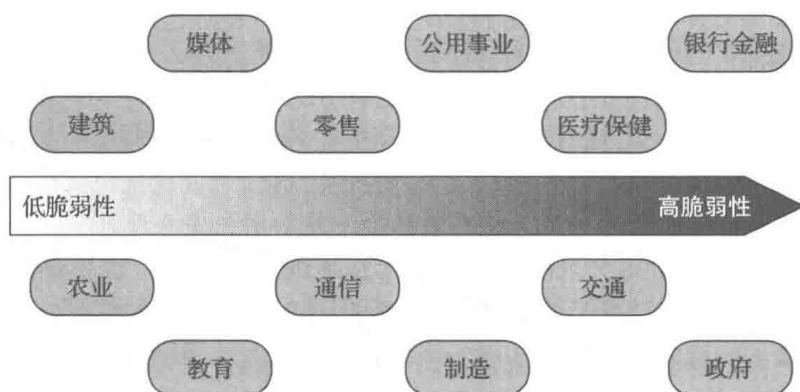 媒体 公用事业 银行金融
建筑 零售 医疗保健
低脆弱性 高脆弱性
农业 通信 交通
教育 制造 政府